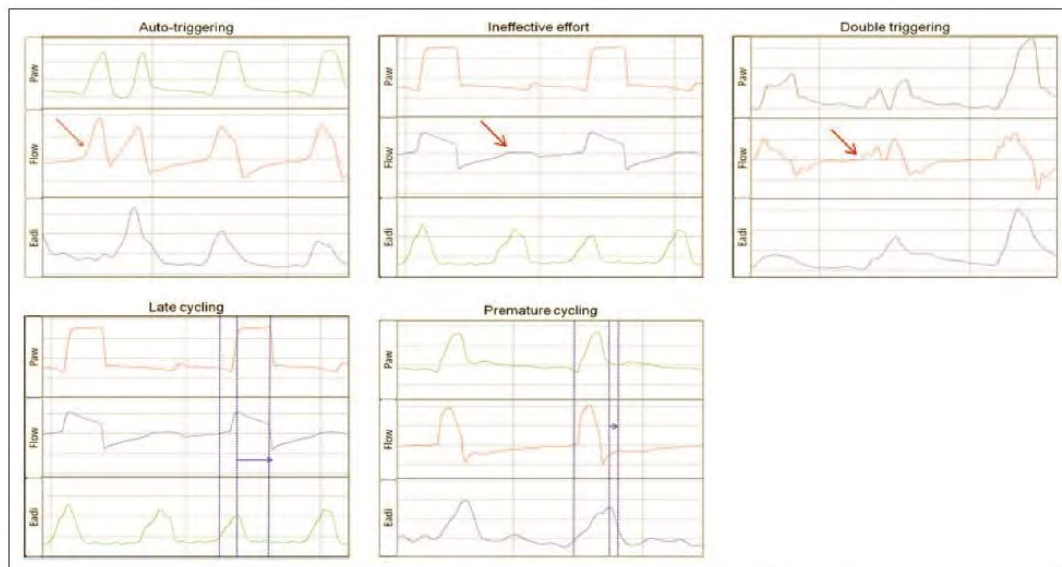 Auto-triggering
Paw
Flow
Eadi
Ineffective effort
Paw
Flow
Eadi
Double triggering
Paw
Flow
Eadi
Late cycling
Paw
Flow
Eadi
Premature cycling
Paw
Flow
Eadi